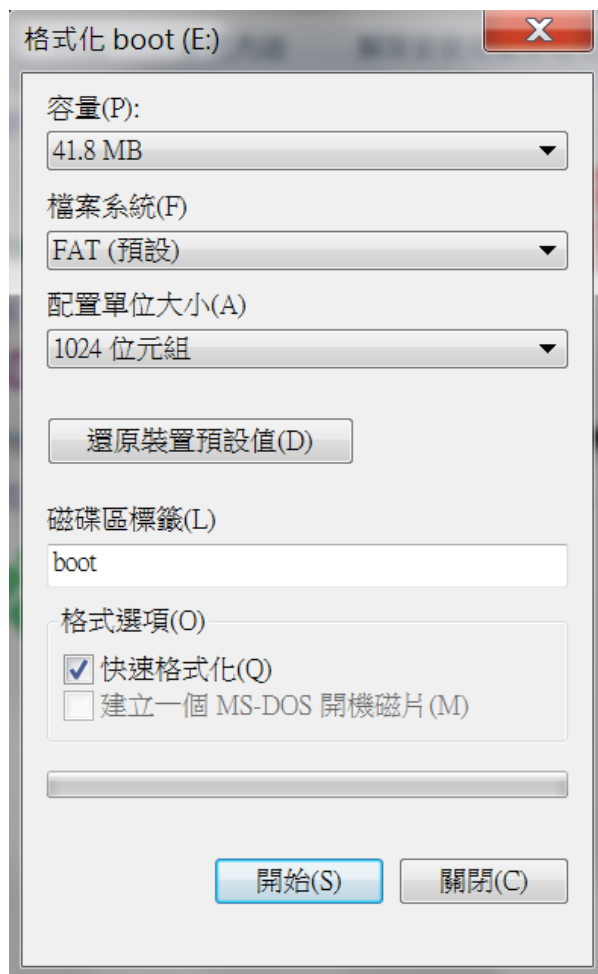 格式化 boot (E:)
容量(P):
41.8 MB
檔案系統(F)
FAT (預設)
配置單位大小(A)
1024 位元組
還原裝置預設值(D)
磁碟區標籤(L)
boot
格式選項(O)
快速格式化(Q)
建立一個 MS-DOS 開機磁片(M)
開始(S)
關閉(C)